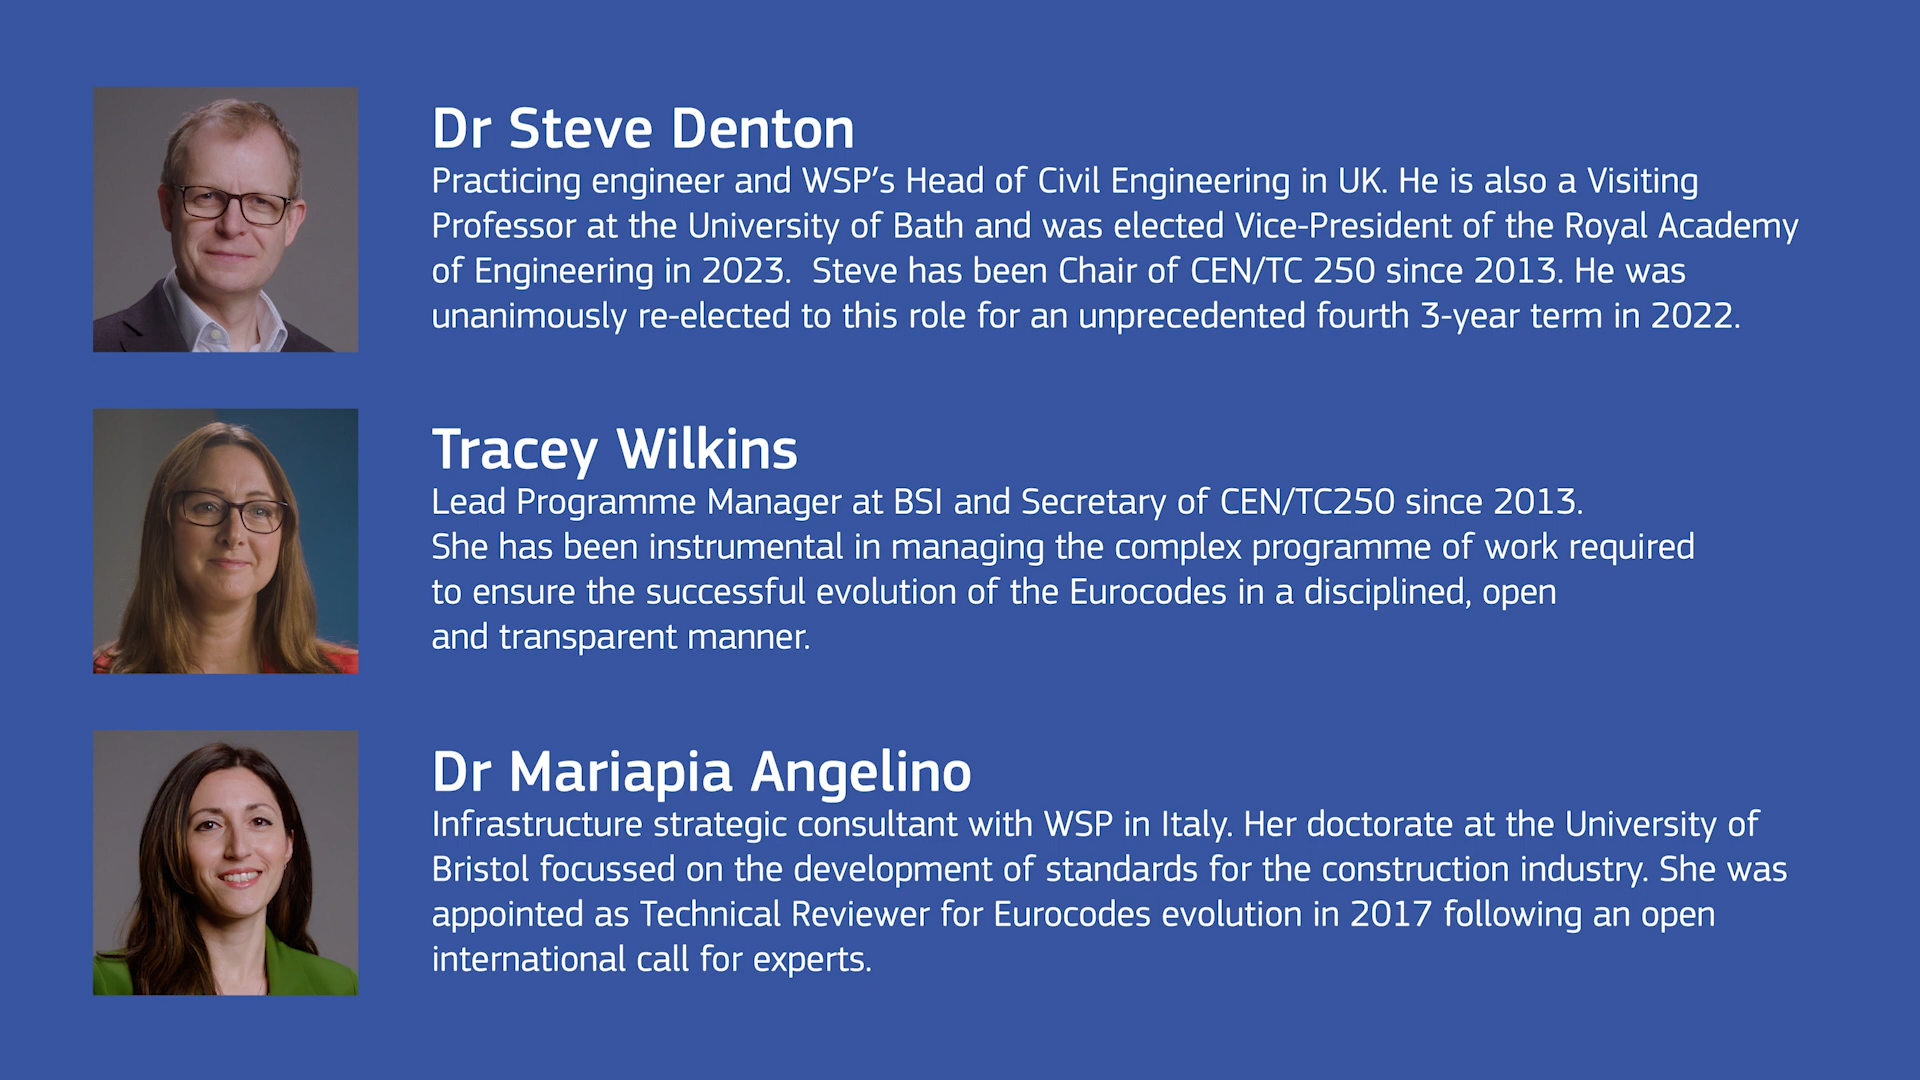 Dr Steve Denton
Practicing engineer and WSP’s Head of Civil Engineering in UK. He is also a Visiting
Professor at the University of Bath and was elected Vice-President of the Royal Academy
of Engineering in 2023.  Steve has been Chair of CEN/TC 250 since 2013. He was
unanimously re-elected to this role for an unprecedented fourth 3-year term in 2022.
Tracey Wilkins
Lead Programme Manager at BSI and Secretary of CEN/TC250 since 2013.
She has been instrumental in managing the complex programme of work required
to ensure the successful evolution of the Eurocodes in a disciplined, open
and transparent manner.
Dr Mariapia Angelino
Infrastructure strategic consultant with WSP in Italy. Her doctorate at the University of
Bristol focussed on the development of standards for the construction industry. She was
appointed as Technical Reviewer for Eurocodes evolution in 2017 following an open
international call for experts.